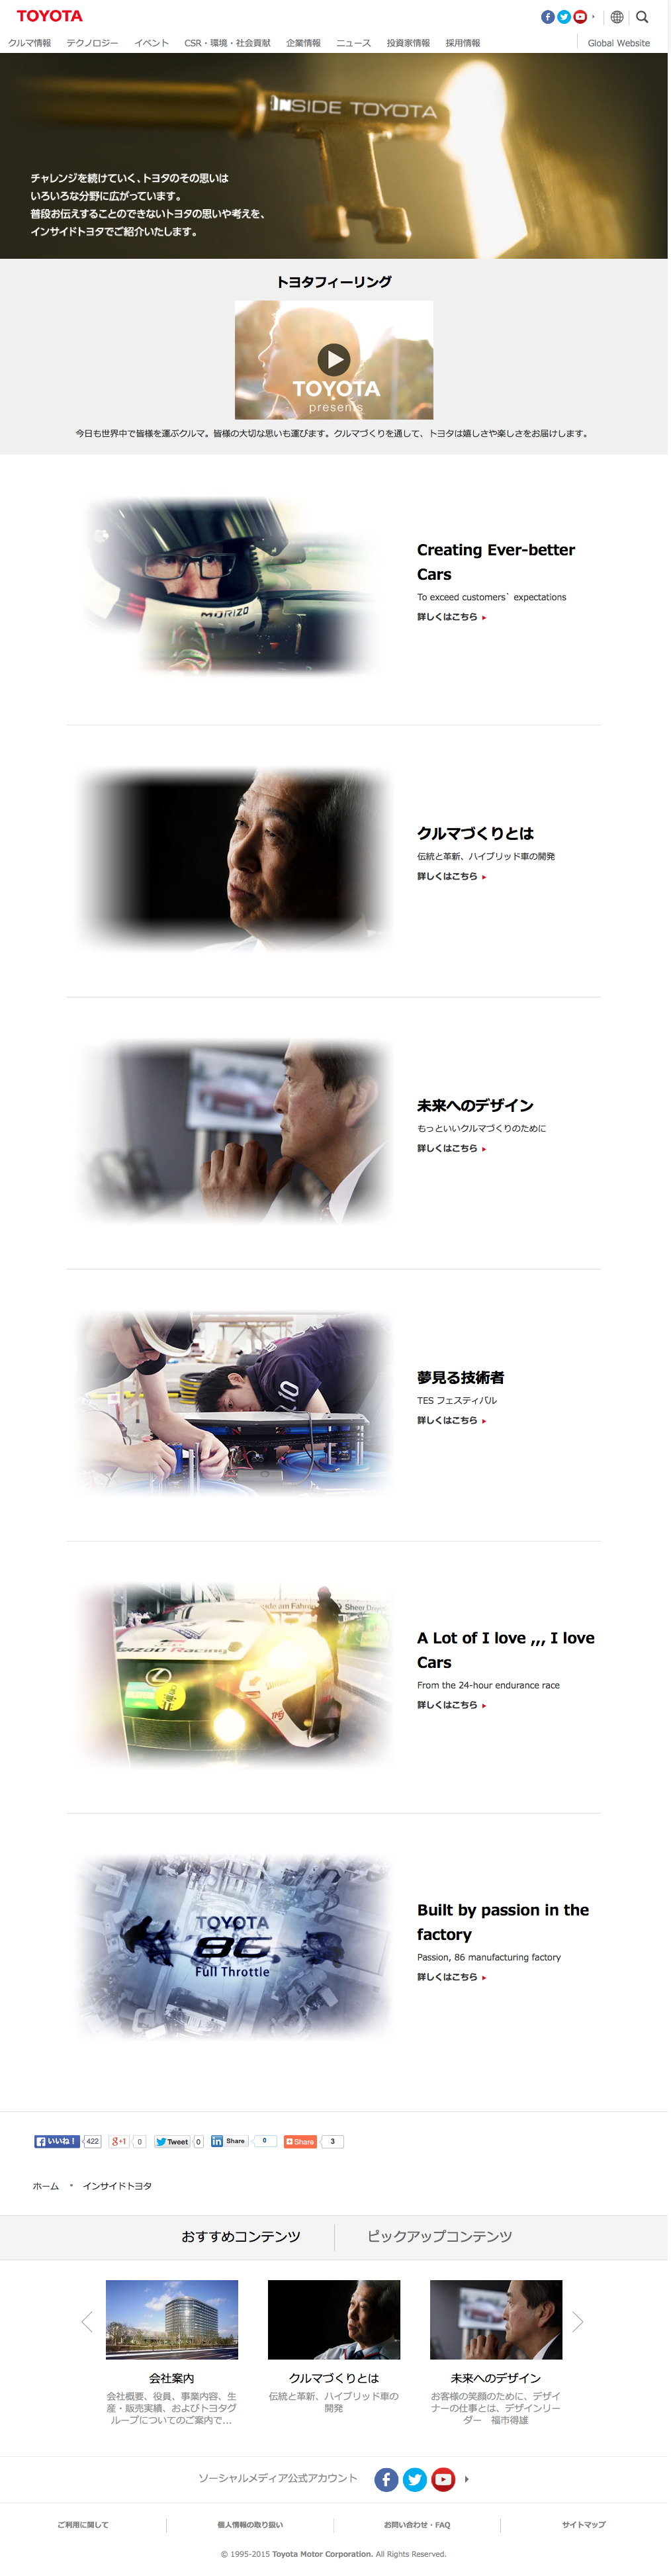 TOYOTA
クルマ情報 テクノロジー イベント CSR・環境・社会貢献 企業情報 ニュース 投資家情報 採用情報 Global Website
INSIDE TOYOTA
チャレンジを続けていく、トヨタのその思いは
いろいろな分野に広がっています。
普段お伝えすることのできないトヨタの思いや考えを、
インサイドトヨタでご紹介いたします。
トヨタフィーリング
TOYOTA
presents
今日も世界中で皆様を運ぶクルマ。皆様の大切な思いも運びます。クルマづくりを通して、トヨタは嬉しさや楽しさをお届けします。
MORIZO
Creating Ever-better
Cars
To exceed customers` expectations
詳しくはこちら
クルマづくりとは
伝統と革新、ハイブリッド車の開発
詳しくはこちら
未来へのデザイン
もっといいクルマづくりのために
詳しくはこちら
夢見る技術者
TES フェスティバル
詳しくはこちら
Racing
A Lot of I love ,,, I love
Cars
From the 24-hour endurance race
詳しくはこちら
TOYOTA
86
Full Throttle
Built by passion in the
factory
Passion, 86 manufacturing factory
詳しくはこちら
いいね！ 422 g+1 0 Tweet 0 in Share 0 Share 3
ホーム インサイドトヨタ
おすすめコンテンツ ピックアップコンテンツ
会社案内
会社概要、役員、事業内容、生
産・販売実績、およびトヨタグ
ループについてのご案内で...
クルマづくりとは
伝統と革新、ハイブリッド車の
開発
未来へのデザイン
お客様の笑顔のために、デザイ
ナーの仕事とは、デザインリー
ダー 福市得雄
ソーシャルメディア公式アカウント
ご利用に関して 個人情報の取り扱い お問い合わせ・FAQ サイトマップ
© 1995-2015 Toyota Motor Corporation. All Rights Reserved.